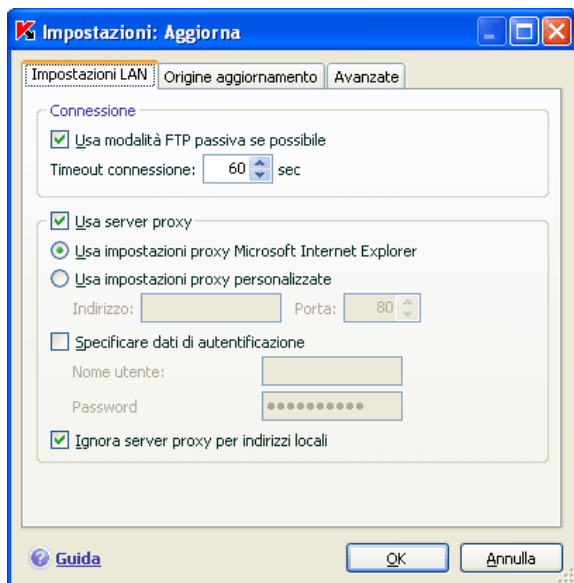 Impostazioni: Aggiorna
Impostazioni LAN Origine aggiornamento Avanzate
Connessione
Usa modalità FTP passiva se possibile
Timeout connessione: 60 sec
Usa server proxy
Usa impostazioni proxy Microsoft Internet Explorer
Usa impostazioni proxy personalizzate
Indirizzo: Porta: 80
Specificare dati di autentificazione
Nome utente:
Password ••••••••••
Ignora server proxy per indirizzi locali
Guida OK Annulla